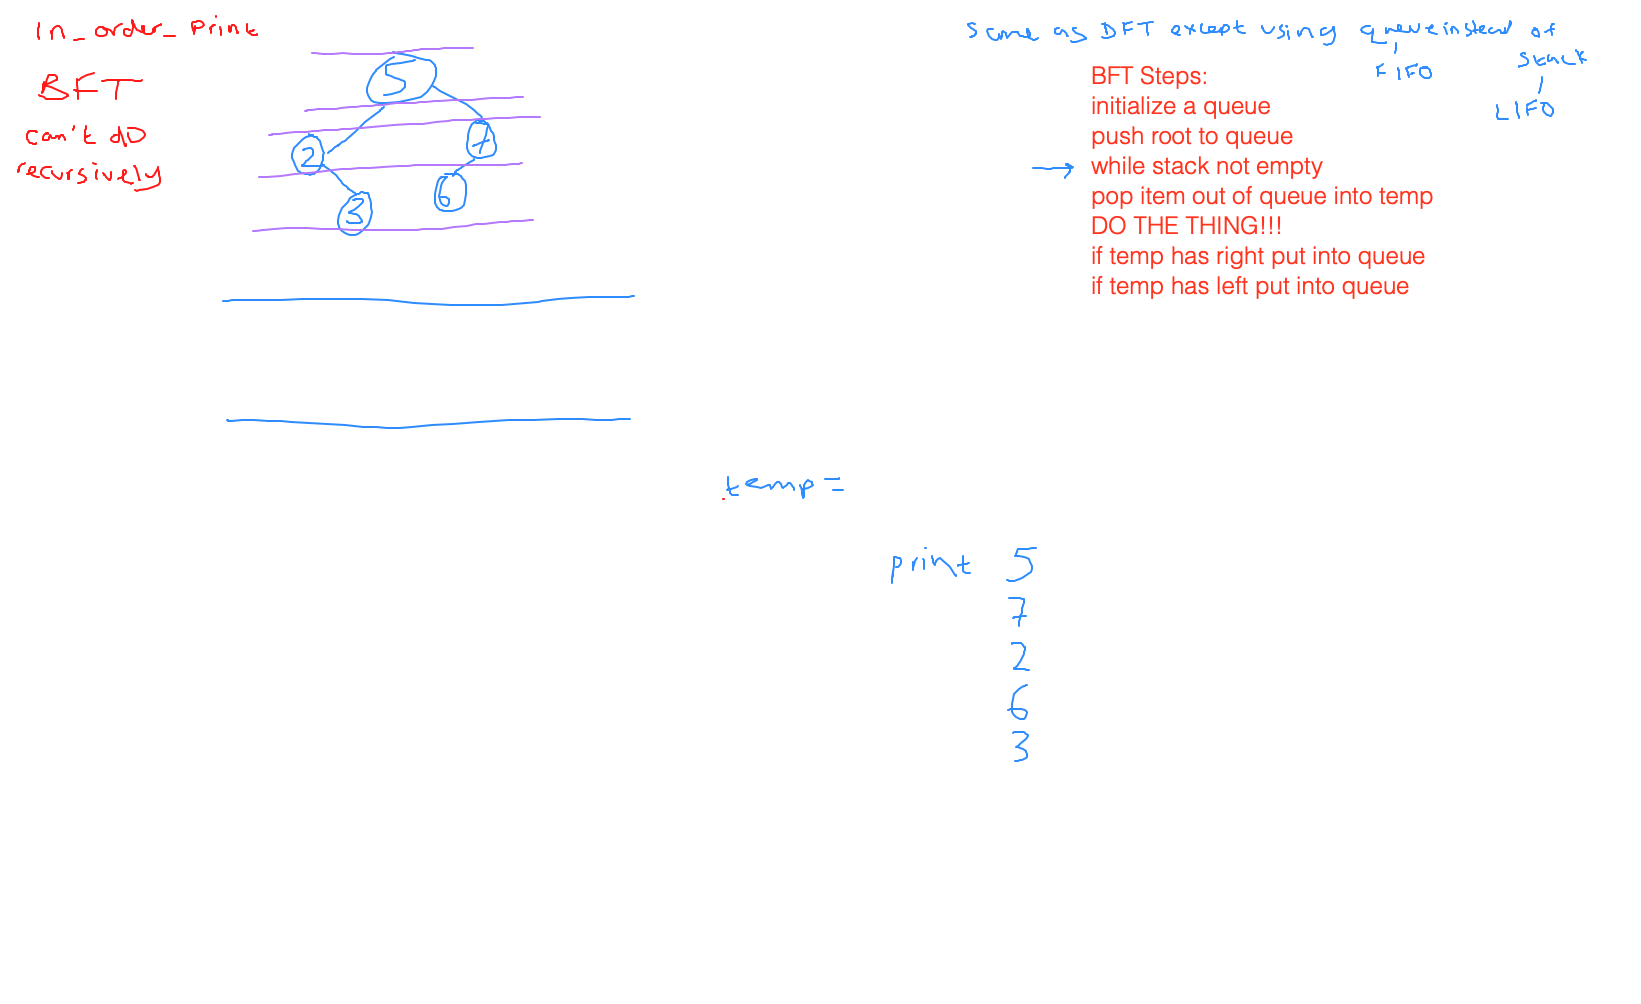 In_order_Print
BFT
can't do
recursively
5
2
7
3
6
same as DFT except using queue instead of
stack
FIFO
LIFO
BFT Steps:
initialize a queue
push root to queue
while stack not empty
pop item out of queue into temp
DO THE THING!!!
if temp has right put into queue
if temp has left put into queue
temp =
print 5
7
2
6
3